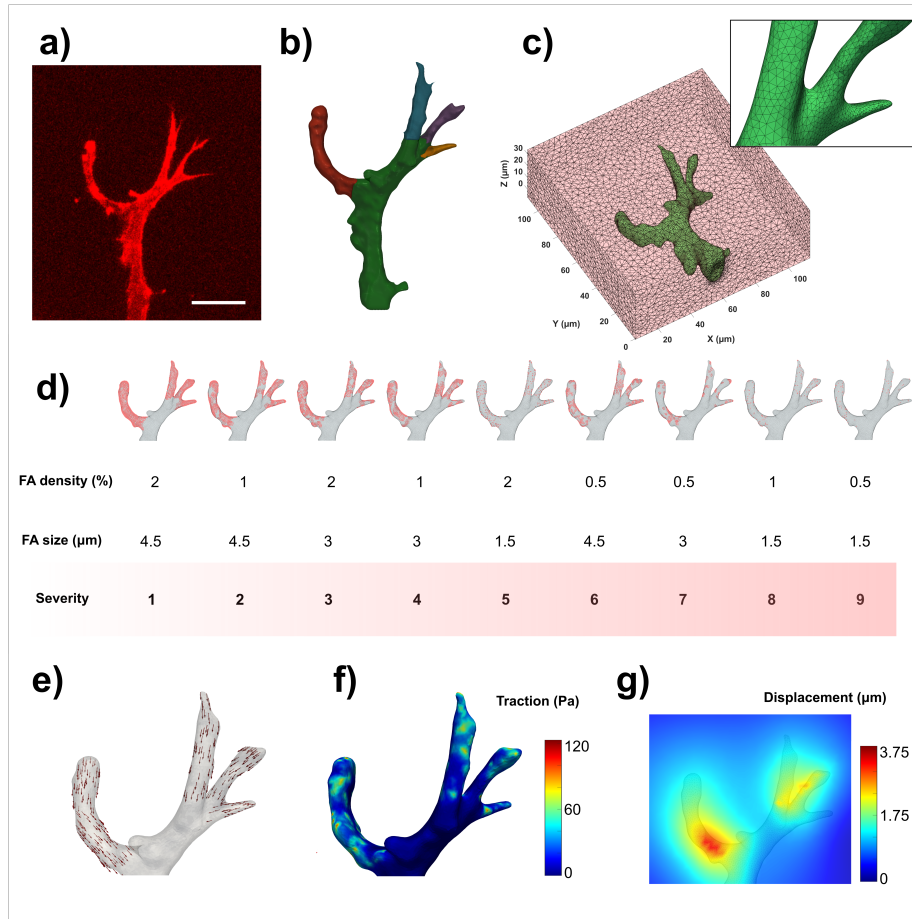 a)
b)
c)
Z (µm)
30
20
10
0
100
80
60
40
20
0
Y (µm)
20
40
60
80
100
X (µm)
d)
FA density (%) 2 1 2 1 2 0.5 0.5 1 0.5
FA size (µm) 4.5 4.5 3 3 1.5 4.5 3 1.5 1.5
Severity 1 2 3 4 5 6 7 8 9
e)
f)
Traction (Pa)
120
60
0
g)
Displacement (µm)
3.75
1.75
0